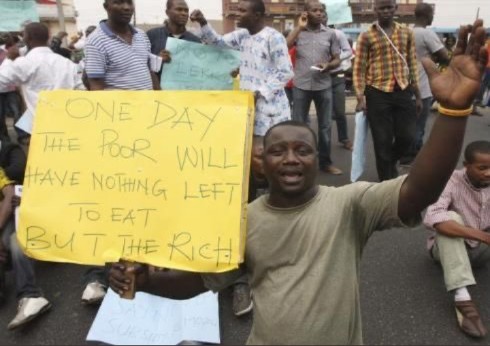 ONE DAY
THE POOR WILL
HAVE NOTHING LEFT
TO EAT
BUT THE RICH